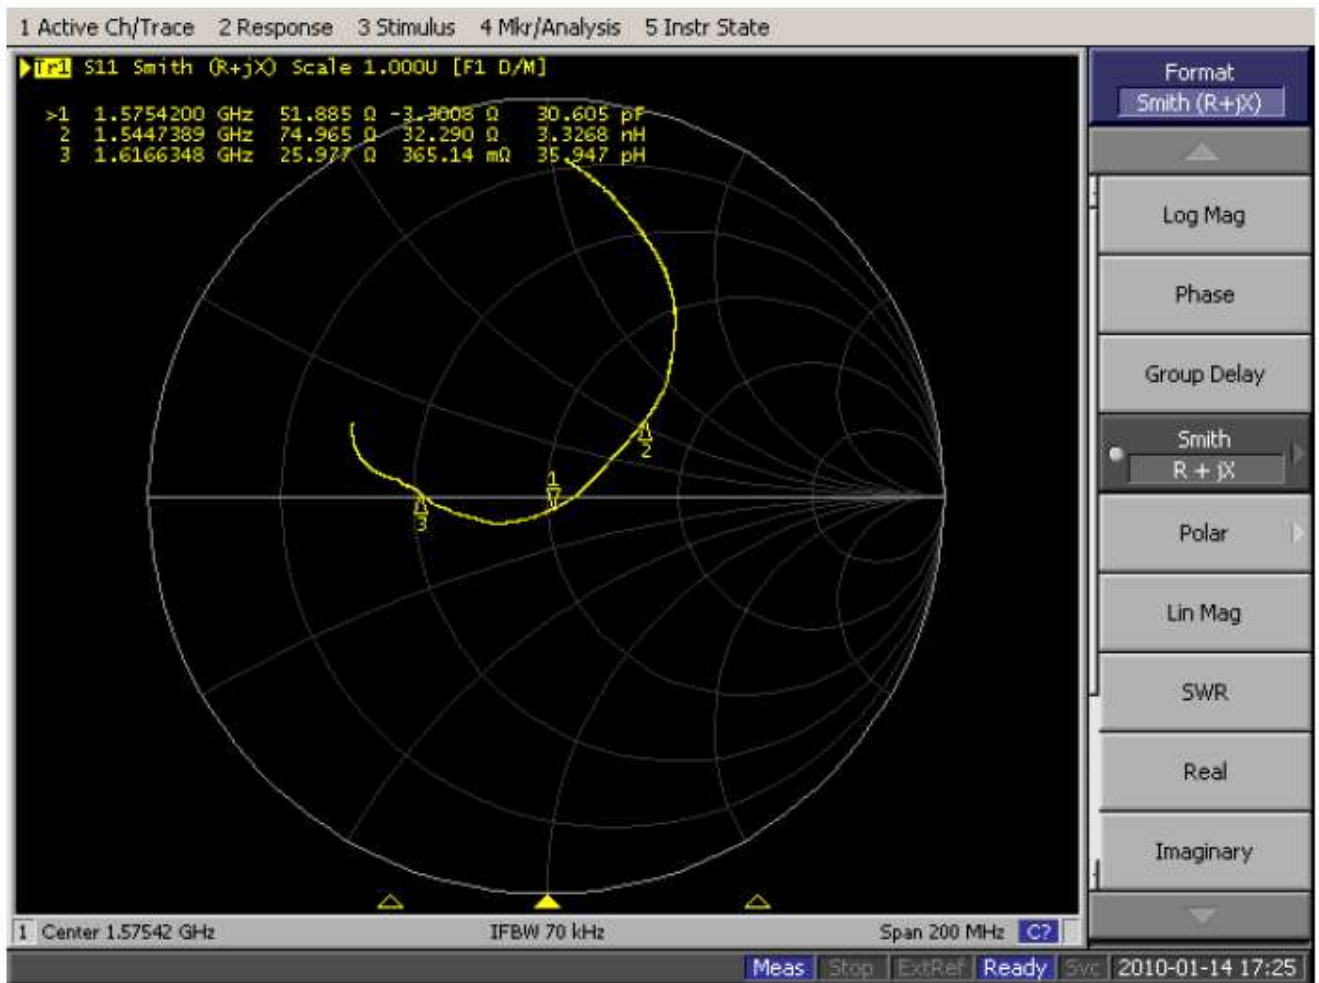 1 Active Ch/Trace 2 Response 3 Stimulus 4 Mkr/Analysis 5 Instr State
Tr1 S11 Smith (R+jX) Scale 1.000U [F1 D/M]
>1 1.5754200 GHz 51.885 Ω -3.3008 Ω 30.605 pF
2 1.5447389 GHz 74.965 Ω 32.290 Ω 3.3268 nH
3 1.6166348 GHz 25.977 Ω 365.14 mΩ 35.947 pH
2
1
3
1 Center 1.57542 GHz IFBW 70 kHz Span 200 MHz C?
Format
Smith (R+jX)
Log Mag
Phase
Group Delay
Smith
R + jX
Polar
Lin Mag
SWR
Real
Imaginary
Meas Stop ExtRef Ready Svc 2010-01-14 17:25